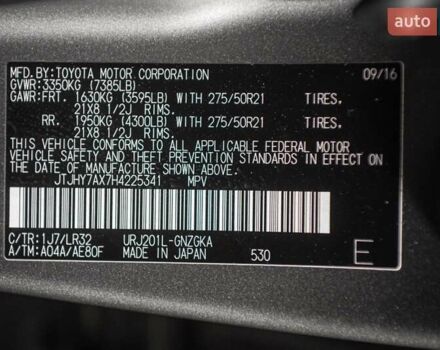 auto
MFD.BY:TOYOTA MOTOR CORPORATION 09/16
GVWR:3350KG (7385LB)
GAWR:FRT. 1630KG (3595LB) WITH 275/50R21 TIRES,
21X8 1/2J RIMS,
RR. 1950KG (4300LB) WITH 275/50R21 TIRES,
21X8 1/2J RIMS,
THIS VEHICLE CONFORMS TO ALL APPLICABLE FEDERAL MOTOR
VEHICLE SAFETY AND THEFT PREVENTION STANDARDS IN EFFECT ON
THE DATE OF MANUFACTURE SHOWN ABOVE.
JTJHY7AX7H4225341 MPV
C/TR:1J7/LR32 URJ201L-GNZGKA
A/TM:A04A/AE80F MADE IN JAPAN 530 E